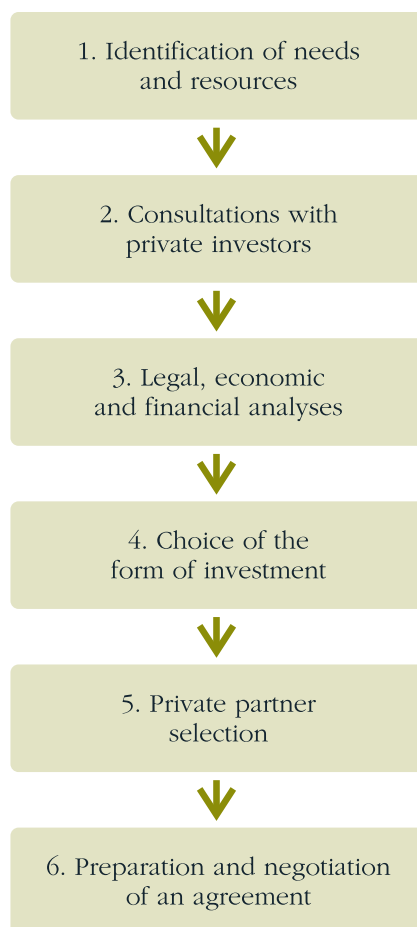 1. Identification of needs
and resources
2. Consultations with
private investors
3. Legal, economic
and financial analyses
4. Choice of the
form of investment
5. Private partner
selection
6. Preparation and negotiation
of an agreement